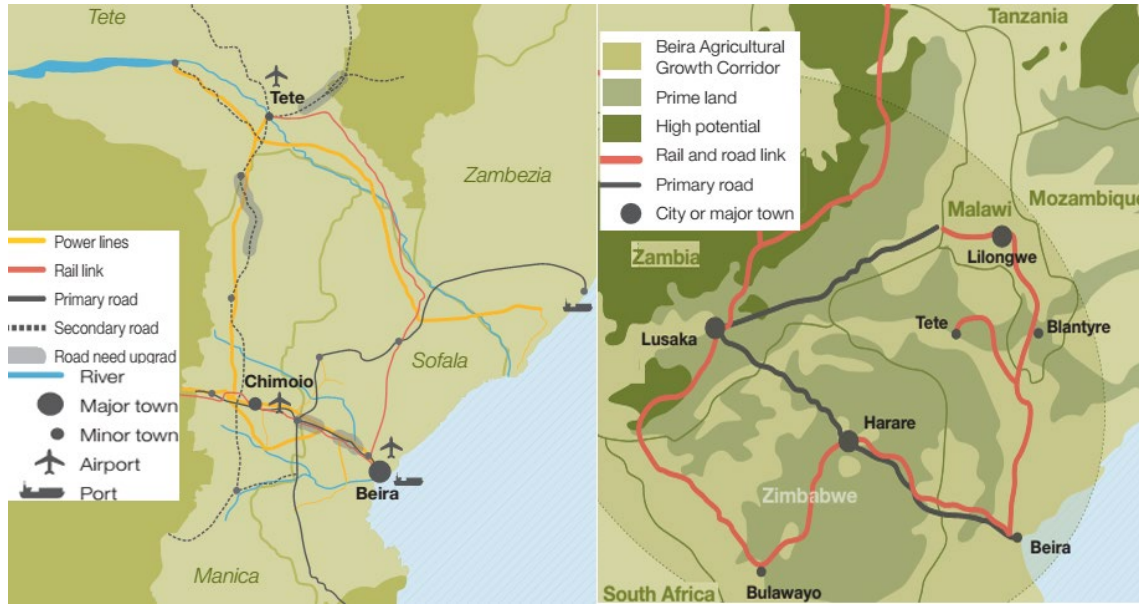 Tete
Tete
Zambezia
Power lines
Rail link
Primary road
Secondary road
Road need upgrad
River
Major town
Minor town
Airport
Port
Sofala
Chimoio
Beira
Manica
Tanzania
Beira Agricultural
Growth Corridor
Prime land
High potential
Rail and road link
Primary road
City or major town
Mozambique
Malawi
Zambia
Lilongwe
Tete
Blantyre
Lusaka
Harare
Zimbabwe
Beira
South Africa
Bulawayo